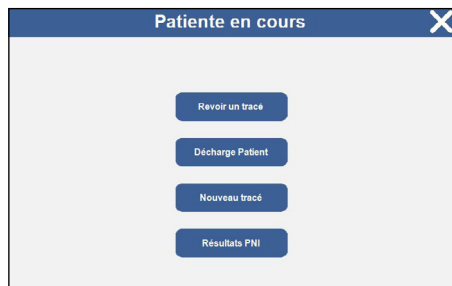 Patiente en cours
Revoir un tracé
Décharge Patient
Nouveau tracé
Résultats PNI